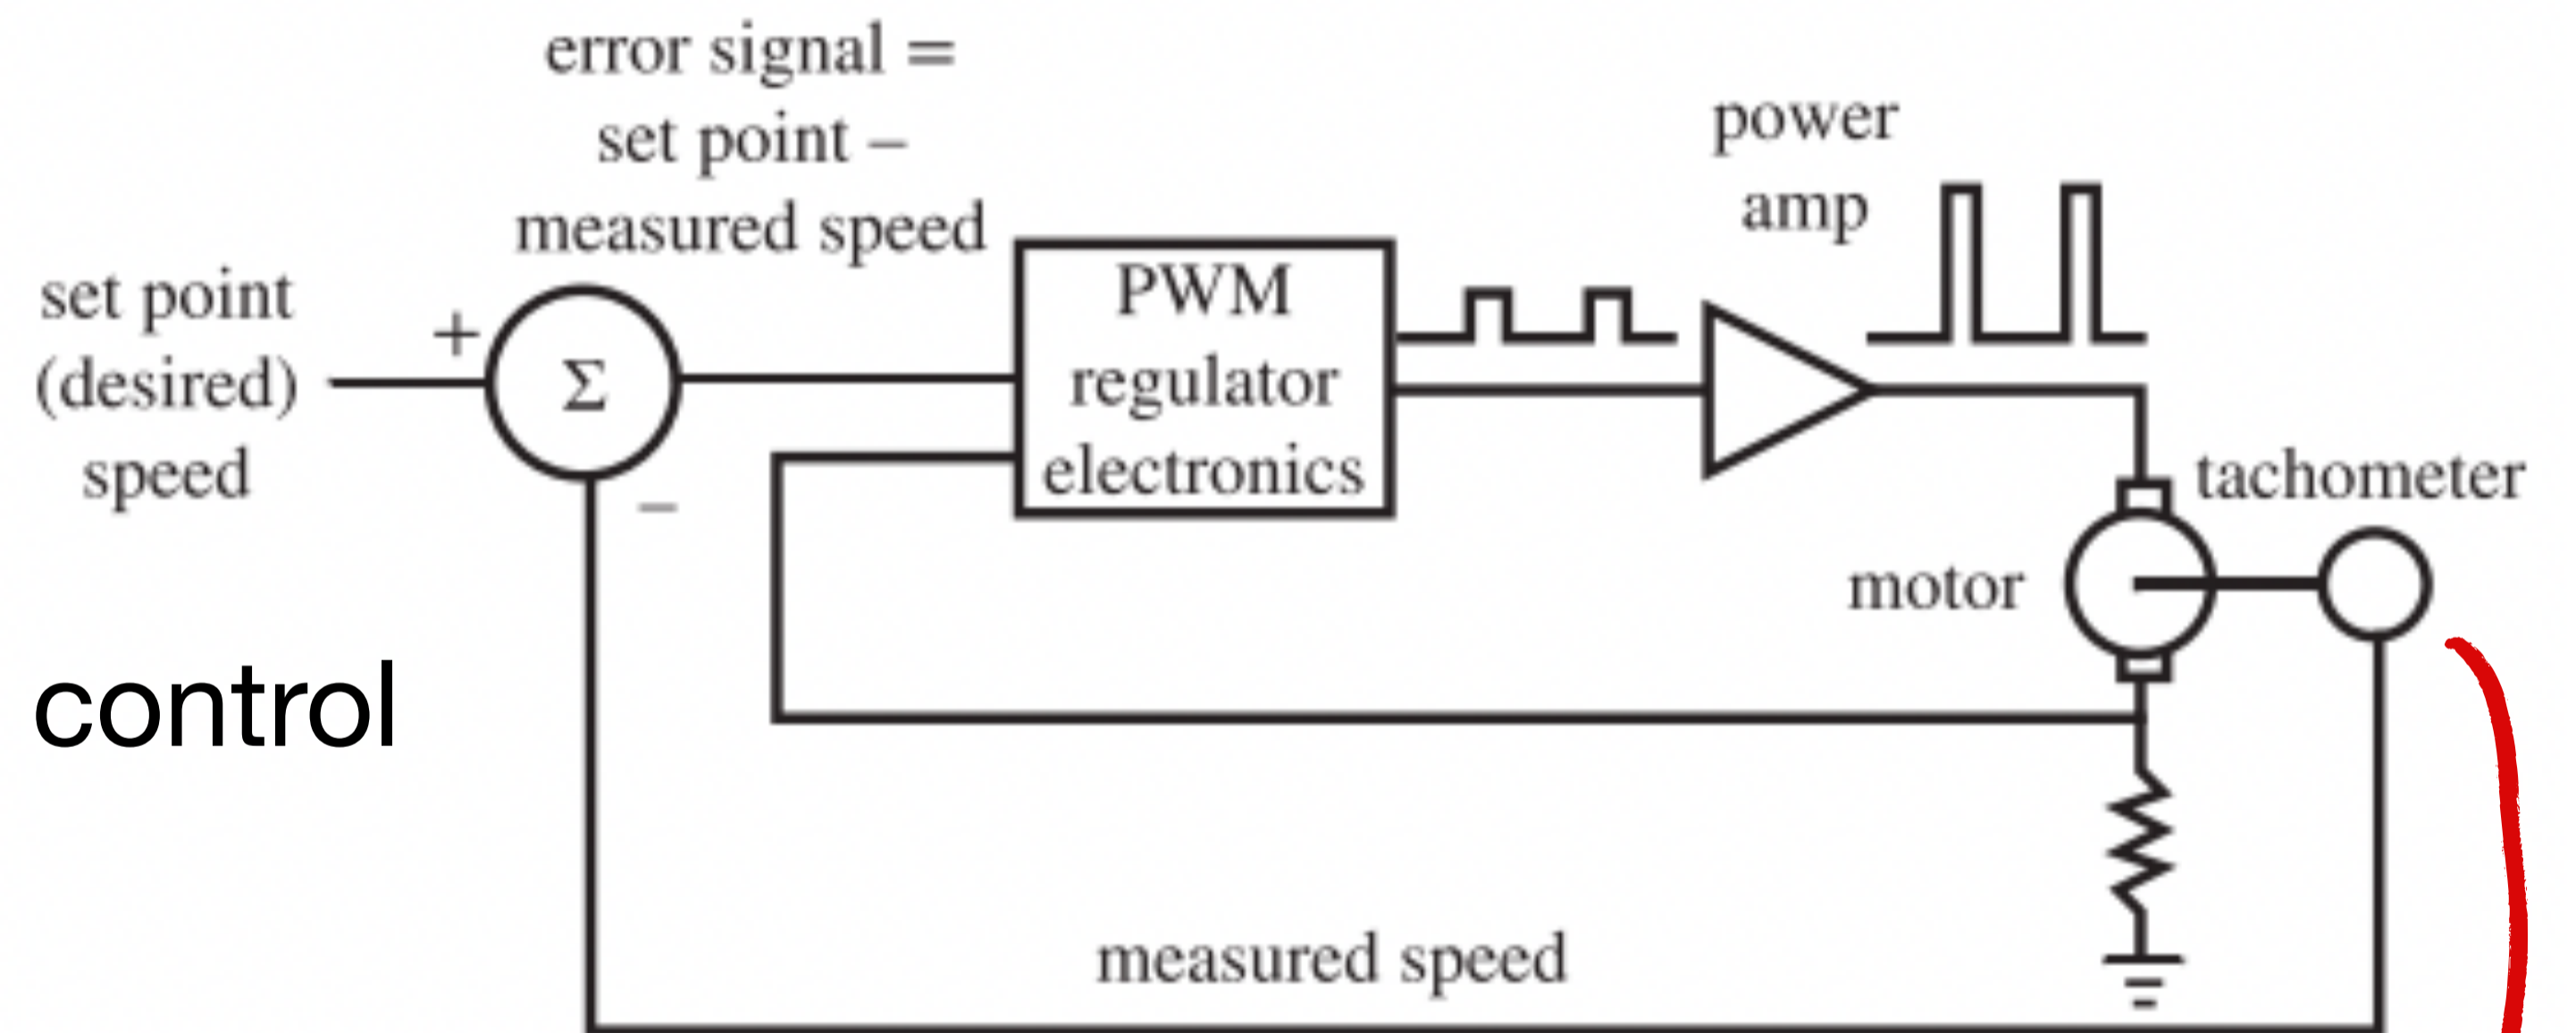 error signal =
set point –
measured speed
power
amp
set point
(desired)
speed
+
Σ
–
PWM
regulator
electronics
tachometer
motor
control
measured speed